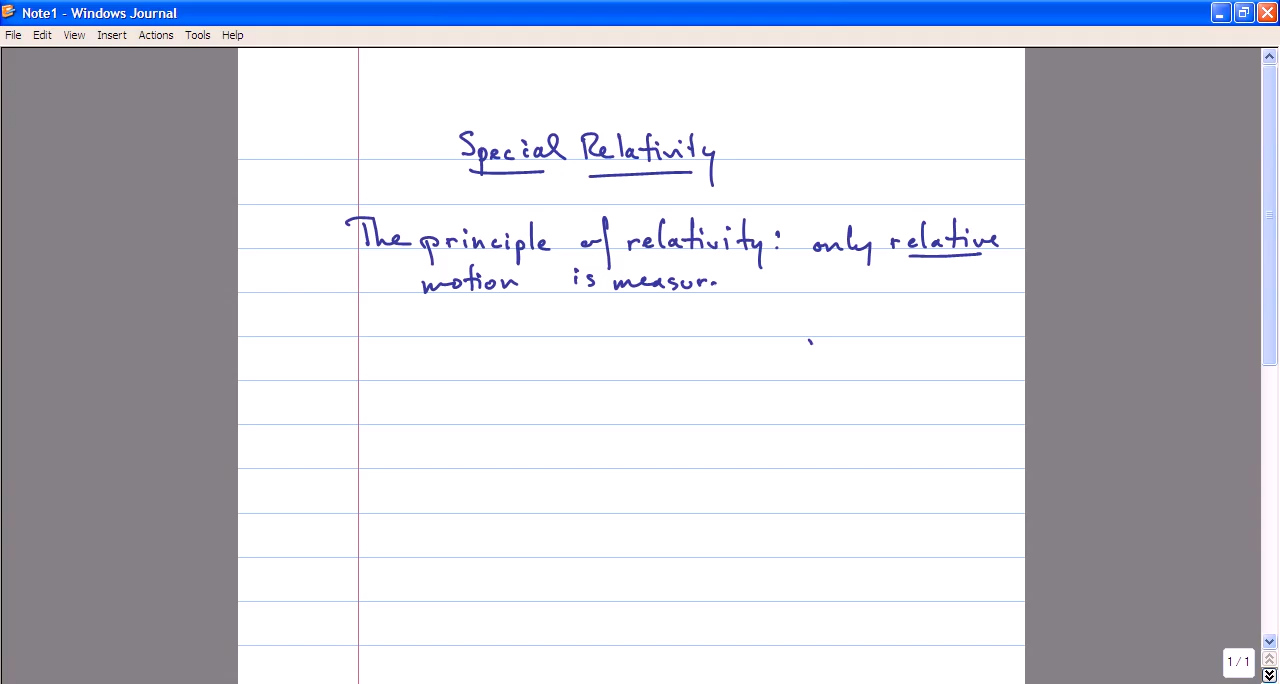 Note1 - Windows Journal
File Edit View Insert Actions Tools Help
Special Relativity
The principle of relativity: only relative
motion is measur.
1 / 1